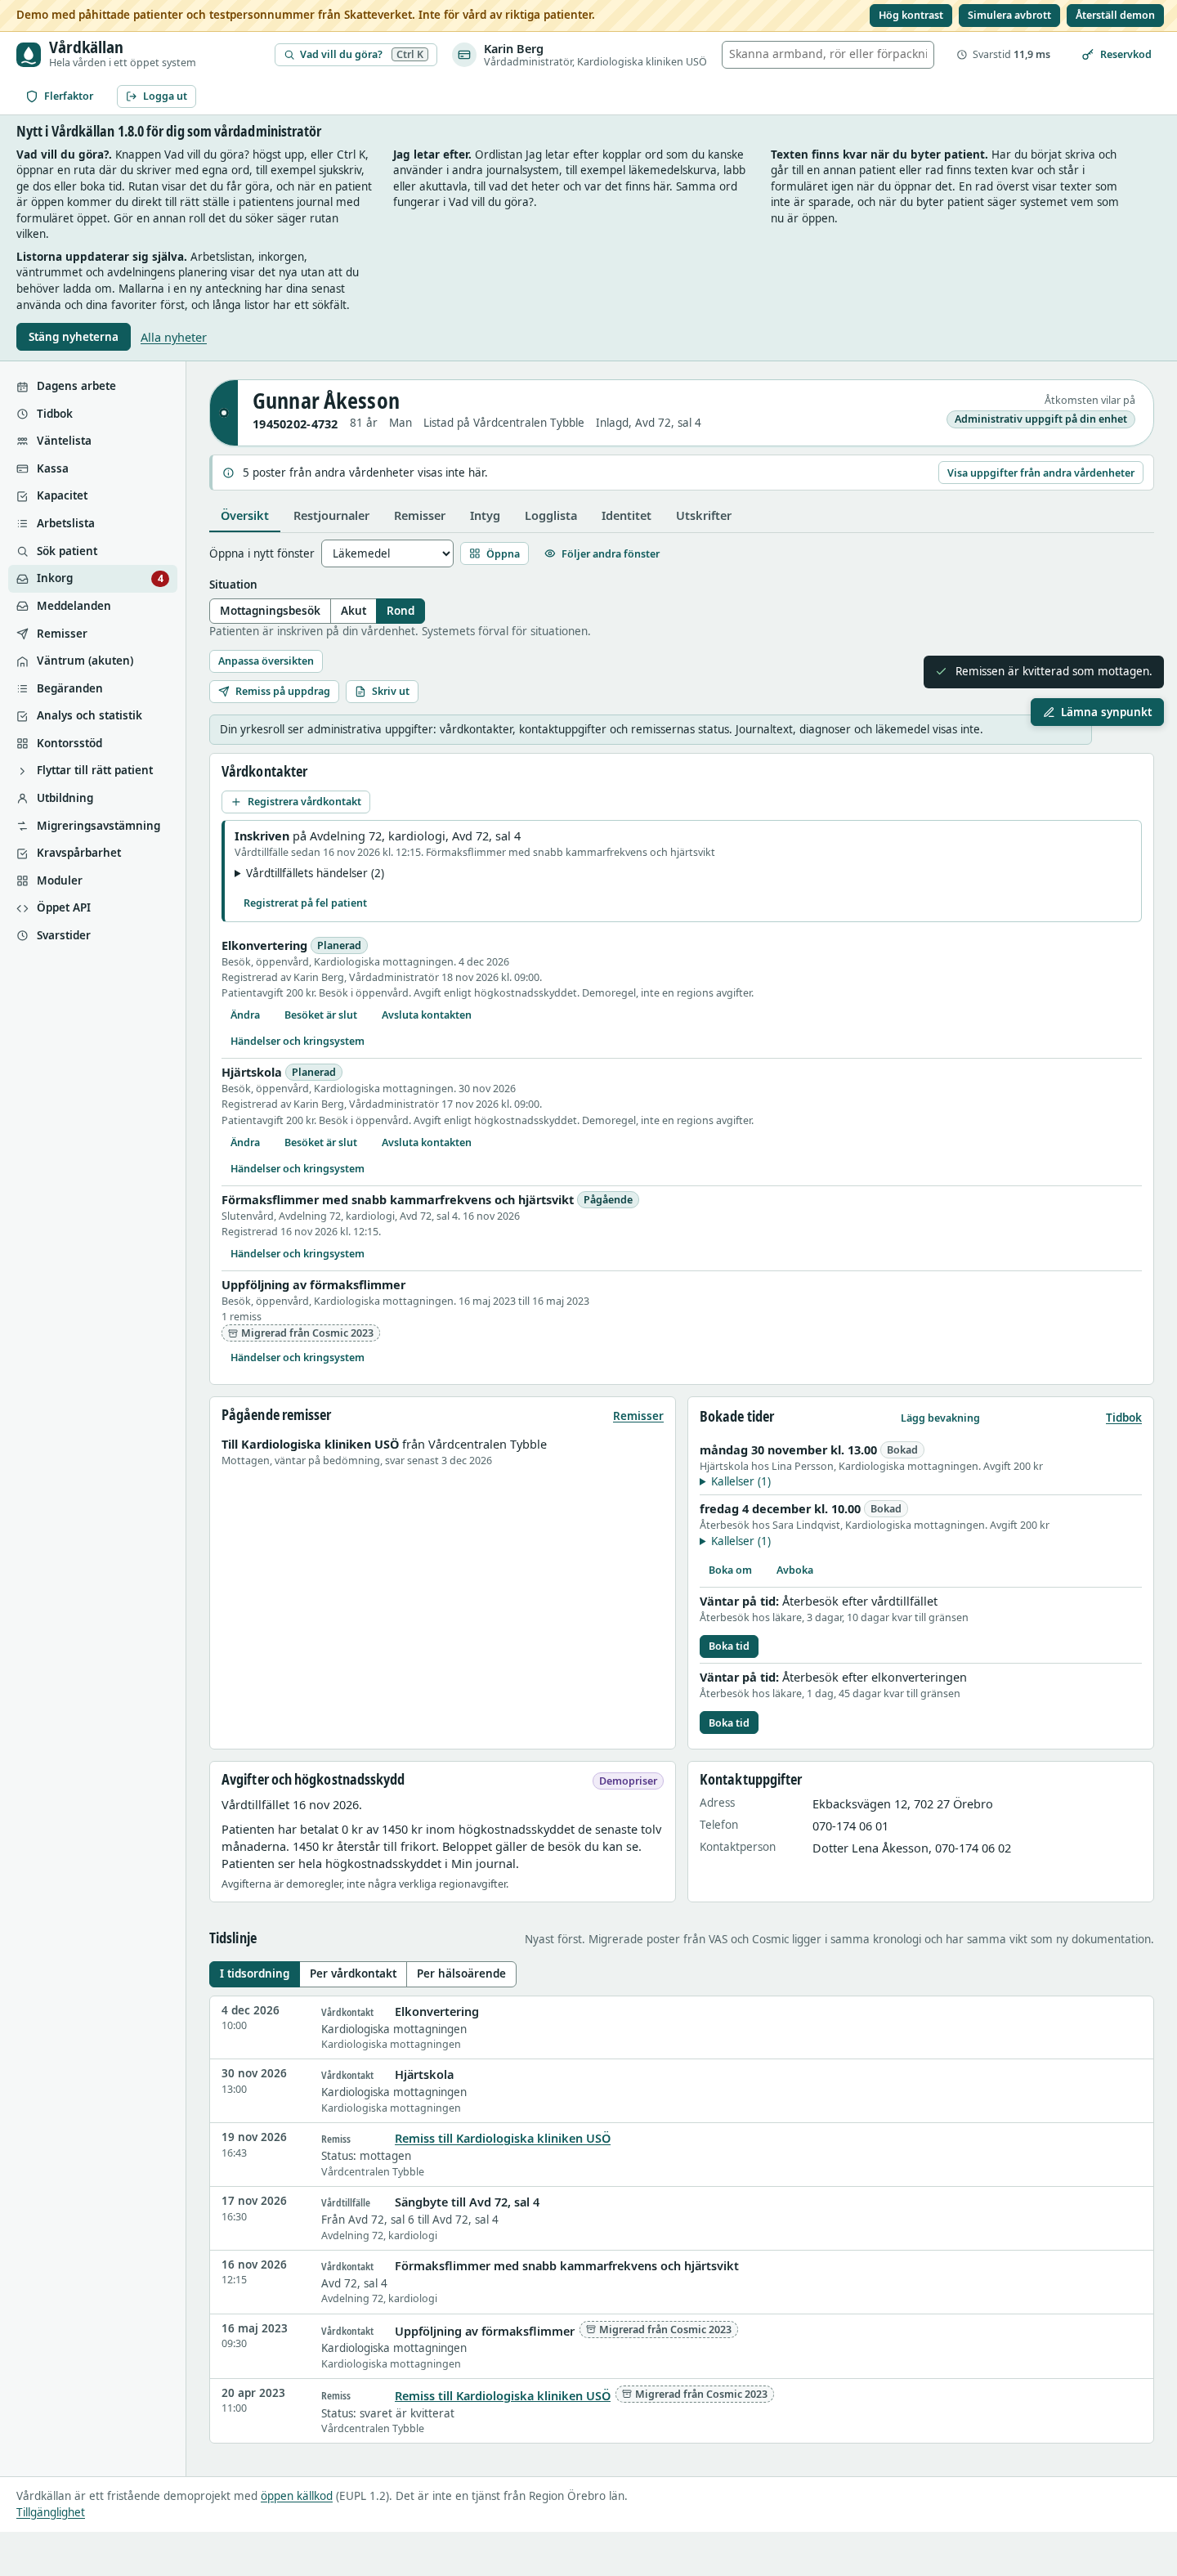 Demo med påhittade patienter och testpersonnummer från Skatteverket. Inte för vård av riktiga patienter.
Hög kontrast
Simulera avbrott
Återställ demon
Vårdkällan
Hela vården i ett öppet system
Vad vill du göra? Ctrl K
Karin Berg
Vårdadministratör, Kardiologiska kliniken USÖ
Skanna armband, rör eller förpackni
Svarstid 11,9 ms
Reservkod
Flerfaktor
Logga ut
Nytt i Vårdkällan 1.8.0 för dig som vårdadministratör
Vad vill du göra?. Knappen Vad vill du göra? högst upp, eller Ctrl K,
öppnar en ruta där du skriver med egna ord, till exempel sjukskriv,
ge dos eller boka tid. Rutan visar det du får göra, och när en patient
är öppen kommer du direkt till rätt ställe i patientens journal med
formuläret öppet. Gör en annan roll det du söker säger rutan
vilken.
Jag letar efter. Ordlistan Jag letar efter kopplar ord som du kanske
använder i andra journalsystem, till exempel läkemedelskurva, labb
eller akuttavla, till vad det heter och var det finns här. Samma ord
fungerar i Vad vill du göra?.
Texten finns kvar när du byter patient. Har du börjat skriva och
går till en annan patient eller rad finns texten kvar och står i
formuläret igen när du öppnar det. En rad överst visar texter som
inte är sparade, och när du byter patient säger systemet vem som
nu är öppen.
Listorna uppdaterar sig själva. Arbetslistan, inkorgen,
väntrummet och avdelningens planering visar det nya utan att du
behöver ladda om. Mallarna i en ny anteckning har dina senast
använda och dina favoriter först, och långa listor har ett sökfält.
Stäng nyheterna
Alla nyheter
Dagens arbete
Tidbok
Väntelista
Kassa
Kapacitet
Arbetslista
Sök patient
Inkorg 4
Meddelanden
Remisser
Väntrum (akuten)
Begäranden
Analys och statistik
Kontorsstöd
Flyttar till rätt patient
Utbildning
Migreringsavstämning
Kravspårbarhet
Moduler
Öppet API
Svarstider
Gunnar Åkesson
19450202-4732 81 år Man Listad på Vårdcentralen Tybble Inlagd, Avd 72, sal 4
Åtkomsten vilar på
Administrativ uppgift på din enhet
5 poster från andra vårdenheter visas inte här.
Visa uppgifter från andra vårdenheter
Översikt
Restjournaler
Remisser
Intyg
Logglista
Identitet
Utskrifter
Öppna i nytt fönster
Läkemedel
Öppna
Följer andra fönster
Situation
Mottagningsbesök
Akut
Rond
Patienten är inskriven på din vårdenhet. Systemets förval för situationen.
Anpassa översikten
Remiss på uppdrag
Skriv ut
Remissen är kvitterad som mottagen.
Lämna synpunkt
Din yrkesroll ser administrativa uppgifter: vårdkontakter, kontaktuppgifter och remissernas status. Journaltext, diagnoser och läkemedel visas inte.
Vårdkontakter
Registrera vårdkontakt
Inskriven på Avdelning 72, kardiologi, Avd 72, sal 4
Vårdtillfälle sedan 16 nov 2026 kl. 12:15. Förmaksflimmer med snabb kammarfrekvens och hjärtsvikt
Vårdtillfällets händelser (2)
Registrerat på fel patient
Elkonvertering Planerad
Besök, öppenvård, Kardiologiska mottagningen. 4 dec 2026
Registrerad av Karin Berg, Vårdadministratör 18 nov 2026 kl. 09:00.
Patientavgift 200 kr. Besök i öppenvård. Avgift enligt högkostnadsskyddet. Demoregel, inte en regions avgifter.
Ändra
Besöket är slut
Avsluta kontakten
Händelser och kringsystem
Hjärtskola Planerad
Besök, öppenvård, Kardiologiska mottagningen. 30 nov 2026
Registrerad av Karin Berg, Vårdadministratör 17 nov 2026 kl. 09:00.
Patientavgift 200 kr. Besök i öppenvård. Avgift enligt högkostnadsskyddet. Demoregel, inte en regions avgifter.
Ändra
Besöket är slut
Avsluta kontakten
Händelser och kringsystem
Förmaksflimmer med snabb kammarfrekvens och hjärtsvikt Pågående
Slutenvård, Avdelning 72, kardiologi, Avd 72, sal 4. 16 nov 2026
Registrerad 16 nov 2026 kl. 12:15.
Händelser och kringsystem
Uppföljning av förmaksflimmer
Besök, öppenvård, Kardiologiska mottagningen. 16 maj 2023 till 16 maj 2023
1 remiss
Migrerad från Cosmic 2023
Händelser och kringsystem
Pågående remisser
Remisser
Till Kardiologiska kliniken USÖ från Vårdcentralen Tybble
Mottagen, väntar på bedömning, svar senast 3 dec 2026
Bokade tider
Lägg bevakning
Tidbok
måndag 30 november kl. 13.00 Bokad
Hjärtskola hos Lina Persson, Kardiologiska mottagningen. Avgift 200 kr
Kallelser (1)
fredag 4 december kl. 10.00 Bokad
Återbesök hos Sara Lindqvist, Kardiologiska mottagningen. Avgift 200 kr
Kallelser (1)
Boka om
Avboka
Väntar på tid: Återbesök efter vårdtillfället
Återbesök hos läkare, 3 dagar, 10 dagar kvar till gränsen
Boka tid
Väntar på tid: Återbesök efter elkonverteringen
Återbesök hos läkare, 1 dag, 45 dagar kvar till gränsen
Boka tid
Avgifter och högkostnadsskydd
Demopriser
Vårdtillfället 16 nov 2026.
Patienten har betalat 0 kr av 1450 kr inom högkostnadsskyddet de senaste tolv
månaderna. 1450 kr återstår till frikort. Beloppet gäller de besök du kan se.
Patienten ser hela högkostnadsskyddet i Min journal.
Avgifterna är demoregler, inte några verkliga regionavgifter.
Kontaktuppgifter
Adress Ekbacksvägen 12, 702 27 Örebro
Telefon 070-174 06 01
Kontaktperson Dotter Lena Åkesson, 070-174 06 02
Tidslinje
Nyast först. Migrerade poster från VAS och Cosmic ligger i samma kronologi och har samma vikt som ny dokumentation.
I tidsordning
Per vårdkontakt
Per hälsoärende
4 dec 2026
10:00
Vårdkontakt Elkonvertering
Kardiologiska mottagningen
Kardiologiska mottagningen
30 nov 2026
13:00
Vårdkontakt Hjärtskola
Kardiologiska mottagningen
Kardiologiska mottagningen
19 nov 2026
16:43
Remiss Remiss till Kardiologiska kliniken USÖ
Status: mottagen
Vårdcentralen Tybble
17 nov 2026
16:30
Vårdtillfälle Sängbyte till Avd 72, sal 4
Från Avd 72, sal 6 till Avd 72, sal 4
Avdelning 72, kardiologi
16 nov 2026
12:15
Vårdkontakt Förmaksflimmer med snabb kammarfrekvens och hjärtsvikt
Avd 72, sal 4
Avdelning 72, kardiologi
16 maj 2023
09:30
Vårdkontakt Uppföljning av förmaksflimmer Migrerad från Cosmic 2023
Kardiologiska mottagningen
Kardiologiska mottagningen
20 apr 2023
11:00
Remiss Remiss till Kardiologiska kliniken USÖ Migrerad från Cosmic 2023
Status: svaret är kvitterat
Vårdcentralen Tybble
Vårdkällan är ett fristående demoprojekt med öppen källkod (EUPL 1.2). Det är inte en tjänst från Region Örebro län.
Tillgänglighet